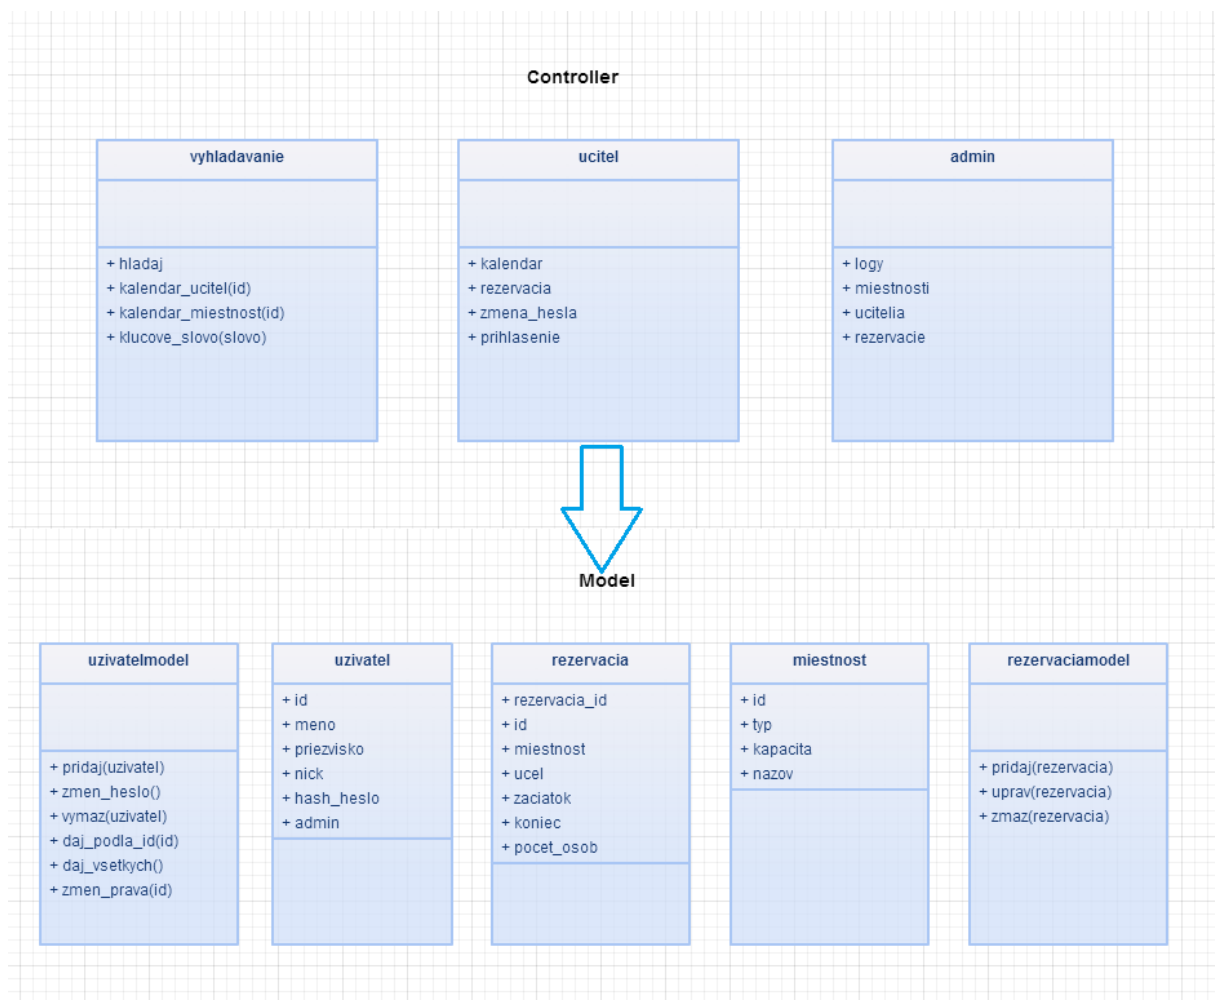 Controller
vyhladavanie
+ hladaj
+ kalendar_ucitel(id)
+ kalendar_miestnost(id)
+ klucove_slovo(slovo)
ucitel
+ kalendar
+ rezervacia
+ zmena_hesla
+ prihlasenie
admin
+ logy
+ miestnosti
+ ucitelia
+ rezervacie
Model
uzivatelmodel
+ pridaj(uzivatel)
+ zmen_heslo()
+ vymaz(uzivatel)
+ daj_podla_id(id)
+ daj_vsetkych()
+ zmen_prava(id)
uzivatel
+ id
+ meno
+ priezvisko
+ nick
+ hash_heslo
+ admin
rezervacia
+ rezervacia_id
+ id
+ miestnost
+ ucel
+ zaciatok
+ koniec
+ pocet_osob
miestnost
+ id
+ typ
+ kapacita
+ nazov
rezervaciamodel
+ pridaj(rezervacia)
+ uprav(rezervacia)
+ zmaz(rezervacia)